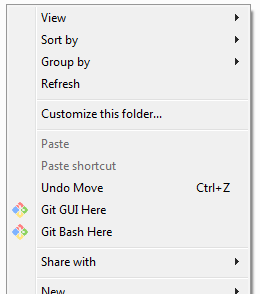 View
Sort by
Group by
Refresh
Customize this folder...
Paste
Paste shortcut
Undo Move Ctrl+Z
Git GUI Here
Git Bash Here
Share with
New